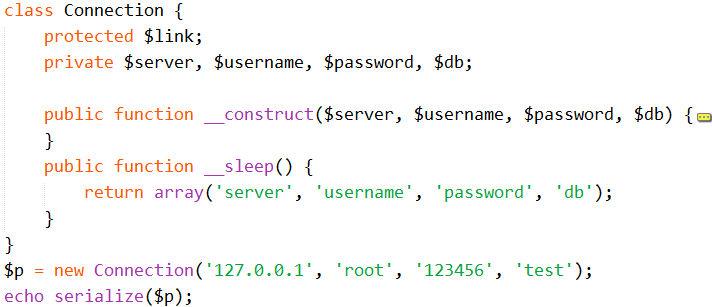 class Connection {
    protected $link;
    private $server, $username, $password, $db;

    public function __construct($server, $username, $password, $db) {
    }
    public function __sleep() {
        return array('server', 'username', 'password', 'db');
    }
}
$p = new Connection('127.0.0.1', 'root', '123456', 'test');
echo serialize($p);